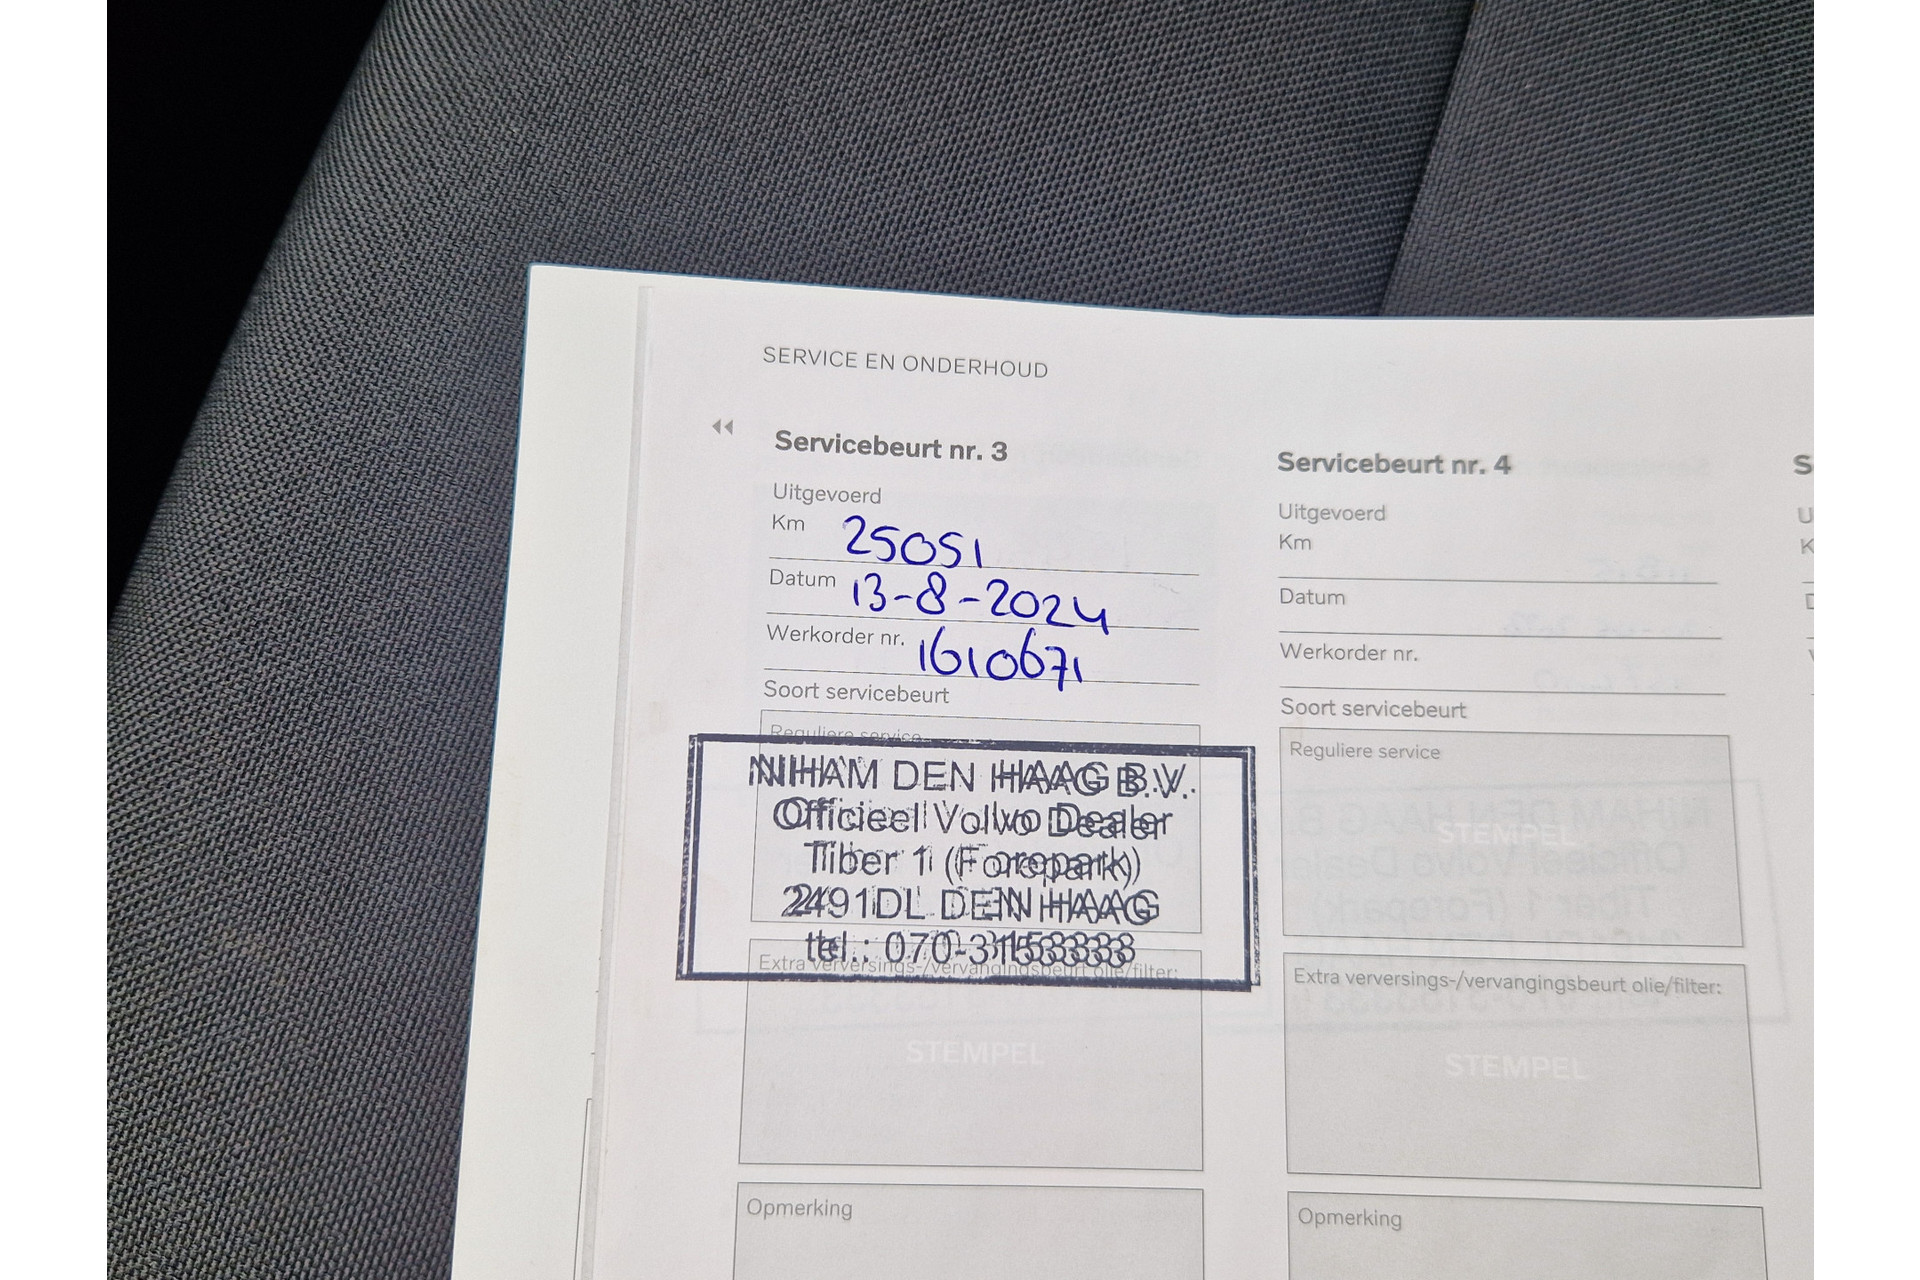 SERVICE EN ONDERHOUD
Servicebeurt nr. 3
Uitgevoerd
Km 25051
Datum 13-8-2024
Werkorder nr. 1610671
Soort servicebeurt
Reguliere service
NIHAM DEN HAAG B.V.
Officieel Volvo Dealer
Tiber 1 (Forepark)
2491DL DEN HAAG
tel.: 070-3153333
Extra verversings-/vervangingsbeurt olie/filter:
STEMPEL
Opmerking
Servicebeurt nr. 4
Uitgevoerd
Km
Datum
Werkorder nr.
Soort servicebeurt
Reguliere service
STEMPEL
Extra verversings-/vervangingsbeurt olie/filter:
STEMPEL
Opmerking
S
U
K
D